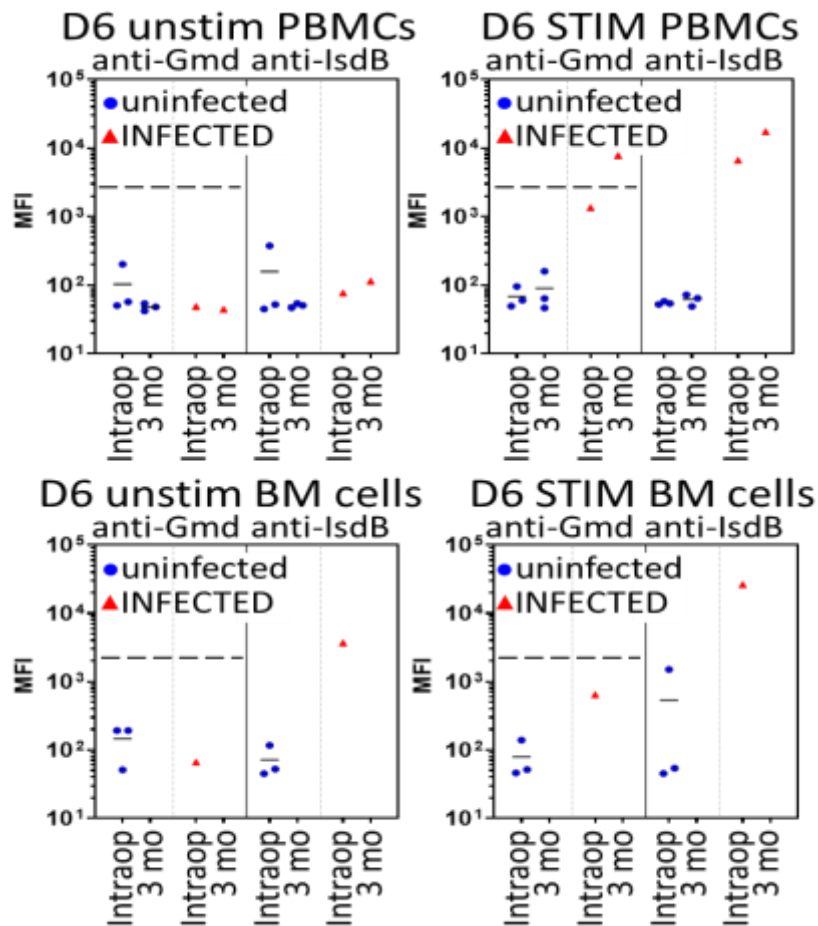 D6 unstim PBMCs
anti-Gmd anti-IsdB
10⁵
10⁴
10³
10²
10¹
MFI
uninfected
INFECTED
Intraop
3 mo
Intraop
3 mo
Intraop
3 mo
Intraop
3 mo
D6 STIM PBMCs
anti-Gmd anti-IsdB
10⁵
10⁴
10³
10²
10¹
MFI
uninfected
INFECTED
Intraop
3 mo
Intraop
3 mo
Intraop
3 mo
Intraop
3 mo
D6 unstim BM cells
anti-Gmd anti-IsdB
10⁵
10⁴
10³
10²
10¹
MFI
uninfected
INFECTED
Intraop
3 mo
Intraop
3 mo
Intraop
3 mo
Intraop
3 mo
D6 STIM BM cells
anti-Gmd anti-IsdB
10⁵
10⁴
10³
10²
10¹
MFI
uninfected
INFECTED
Intraop
3 mo
Intraop
3 mo
Intraop
3 mo
Intraop
3 mo